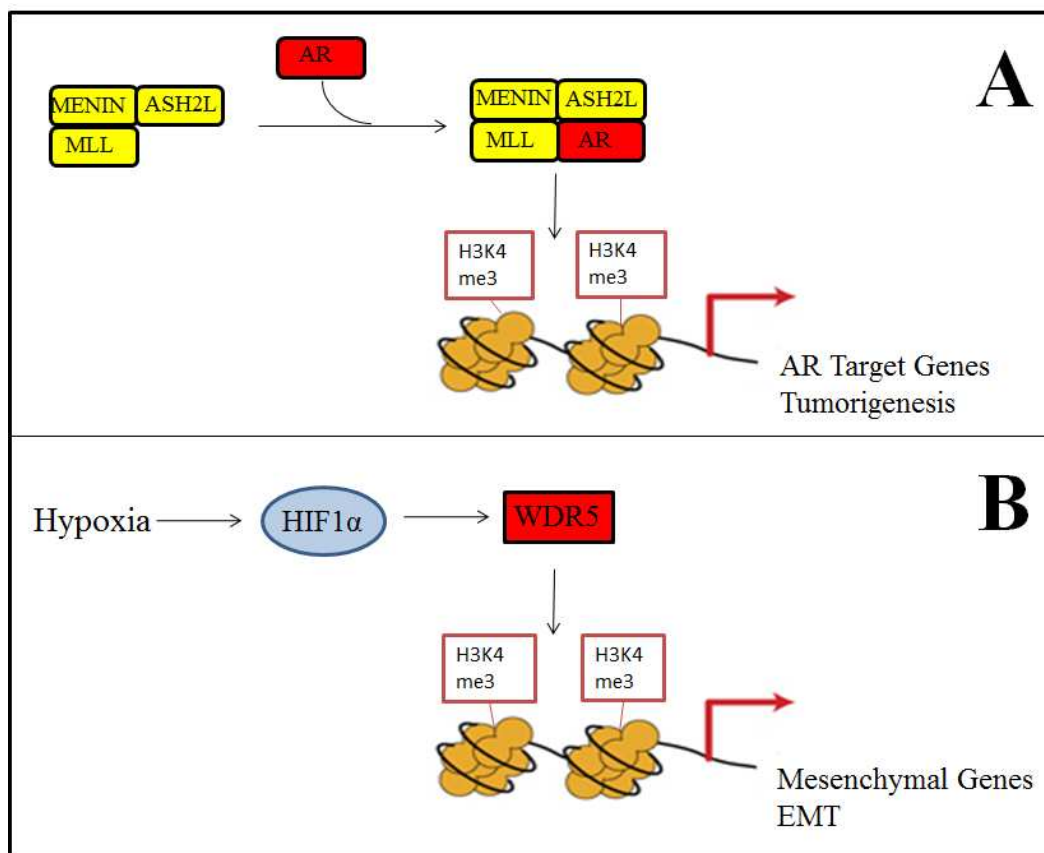 A
AR
MENIN ASH2L
MLL
MENIN ASH2L
MLL AR
H3K4
me3
H3K4
me3
AR Target Genes
Tumorigenesis
B
Hypoxia HIF1α WDR5
H3K4
me3
H3K4
me3
Mesenchymal Genes
EMT